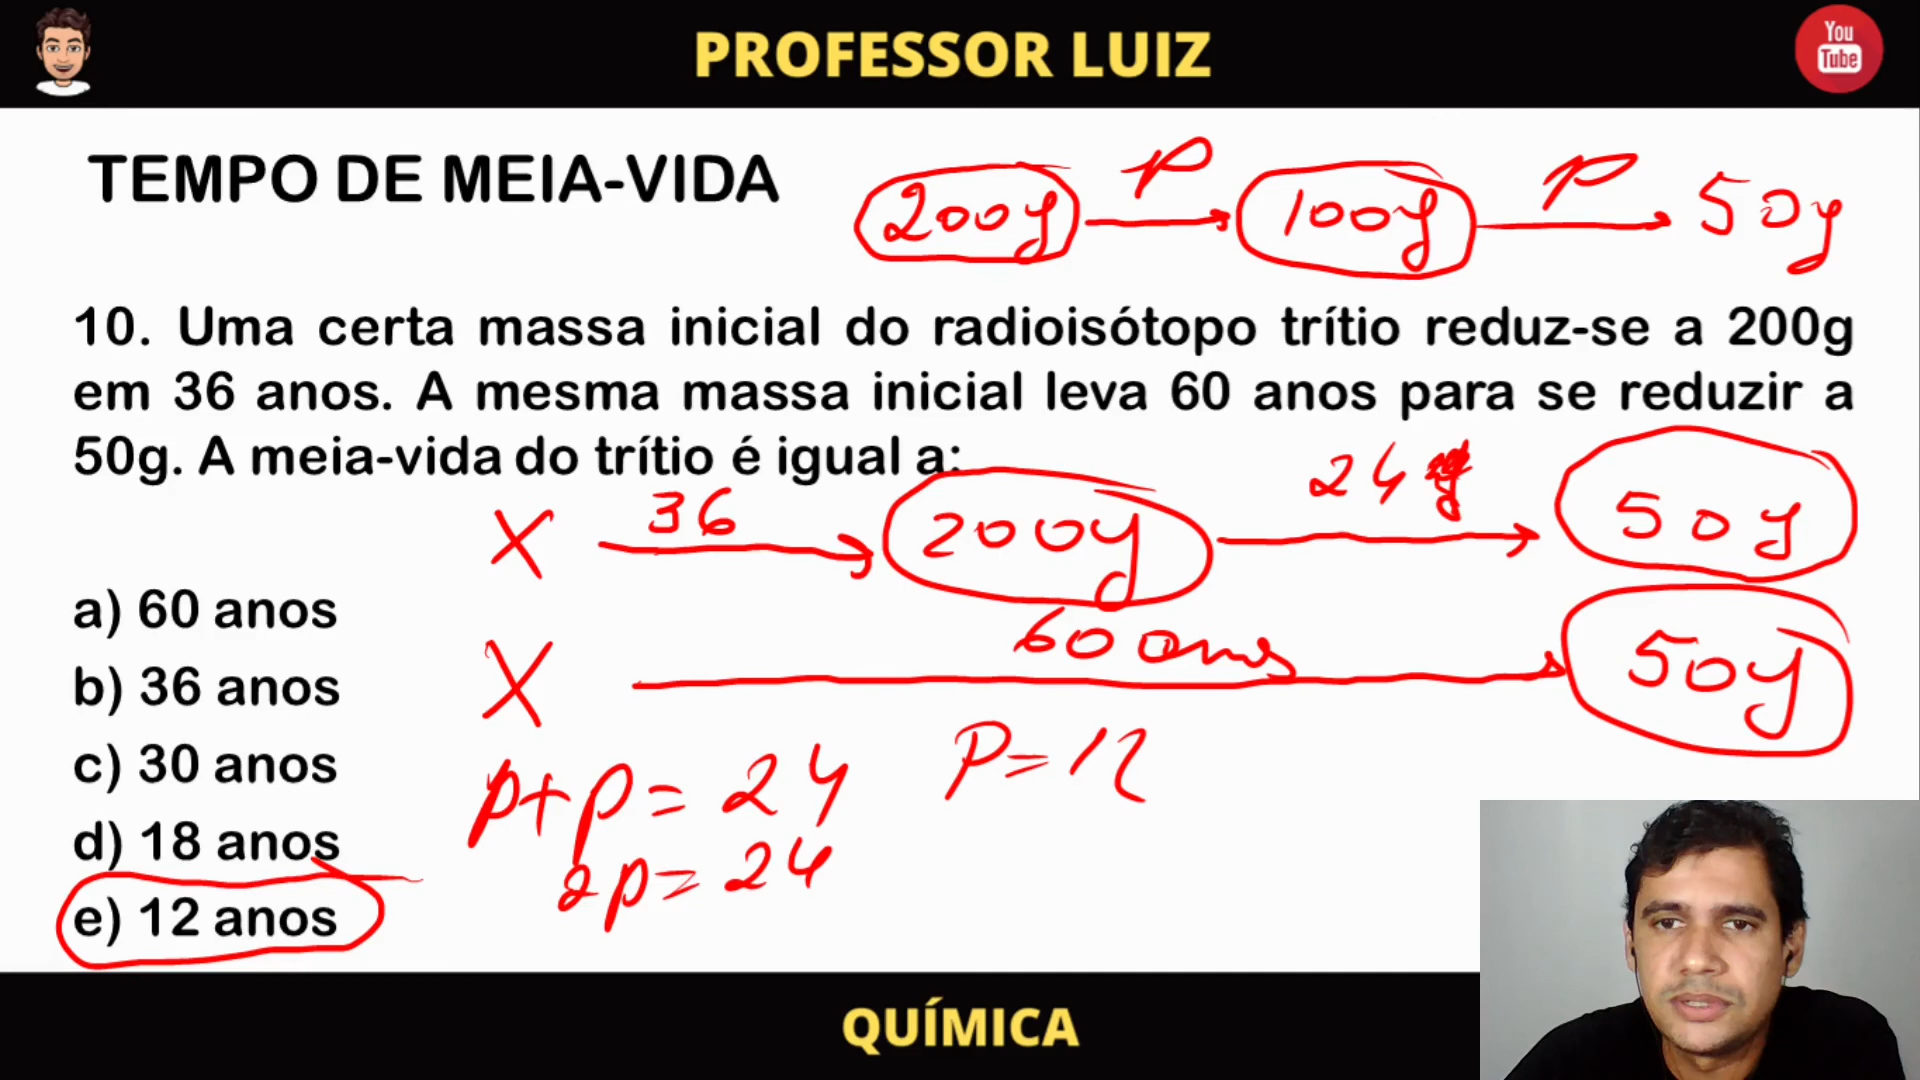 PROFESSOR LUIZ
You
Tube
TEMPO DE MEIA-VIDA
200g p 100g p 50g
10. Uma certa massa inicial do radioisótopo trítio reduz-se a 200g
em 36 anos. A mesma massa inicial leva 60 anos para se reduzir a
50g. A meia-vida do trítio é igual a:
X 36 200g 24 50g
X 60 anos 50g
a) 60 anos
b) 36 anos
c) 30 anos
d) 18 anos
e) 12 anos
p+p=24
2p=24
P=12
QUÍMICA